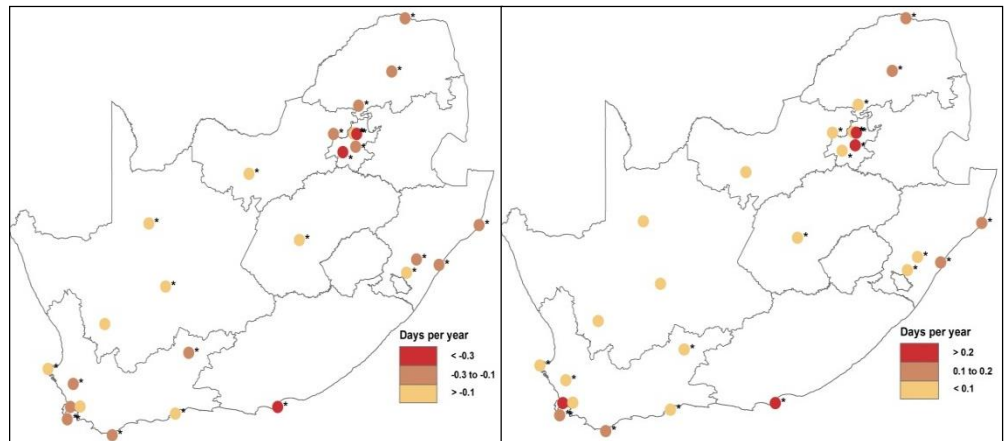 Days per year
< -0.3
-0.3 to -0.1
> -0.1
Days per year
> 0.2
0.1 to 0.2
< 0.1